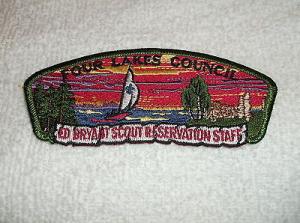 FOUR LAKES COUNCIL
ED BRYANT SCOUT RESERVATION STAFF